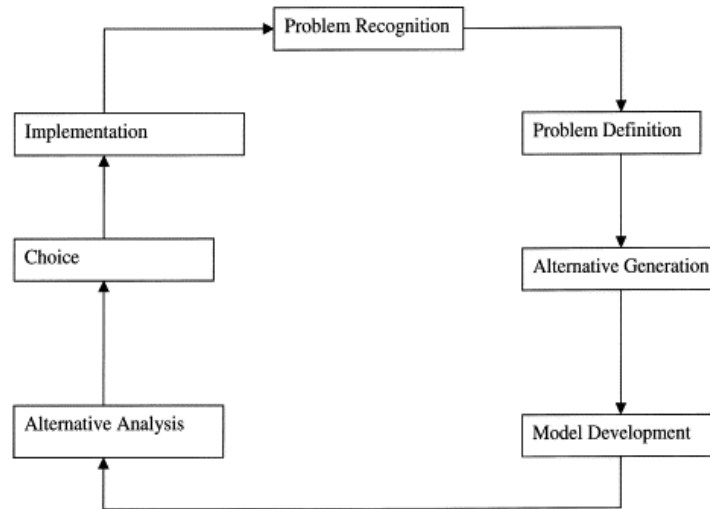 Problem Recognition
Implementation
Problem Definition
Choice
Alternative Generation
Alternative Analysis
Model Development